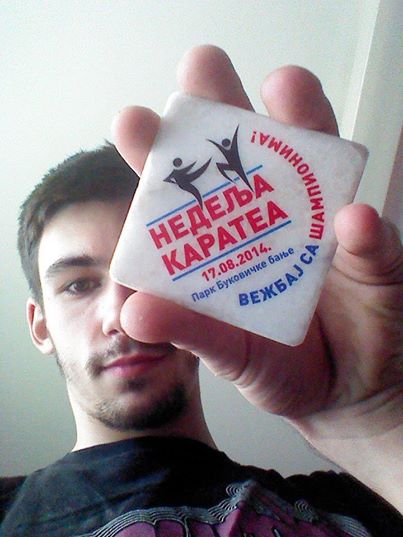 НЕДЕЉА
КАРАТЕА
17.08.2014.
Парк Буковичке бање
ВЕЖБАЈ СА ШАМПИОНИМА!